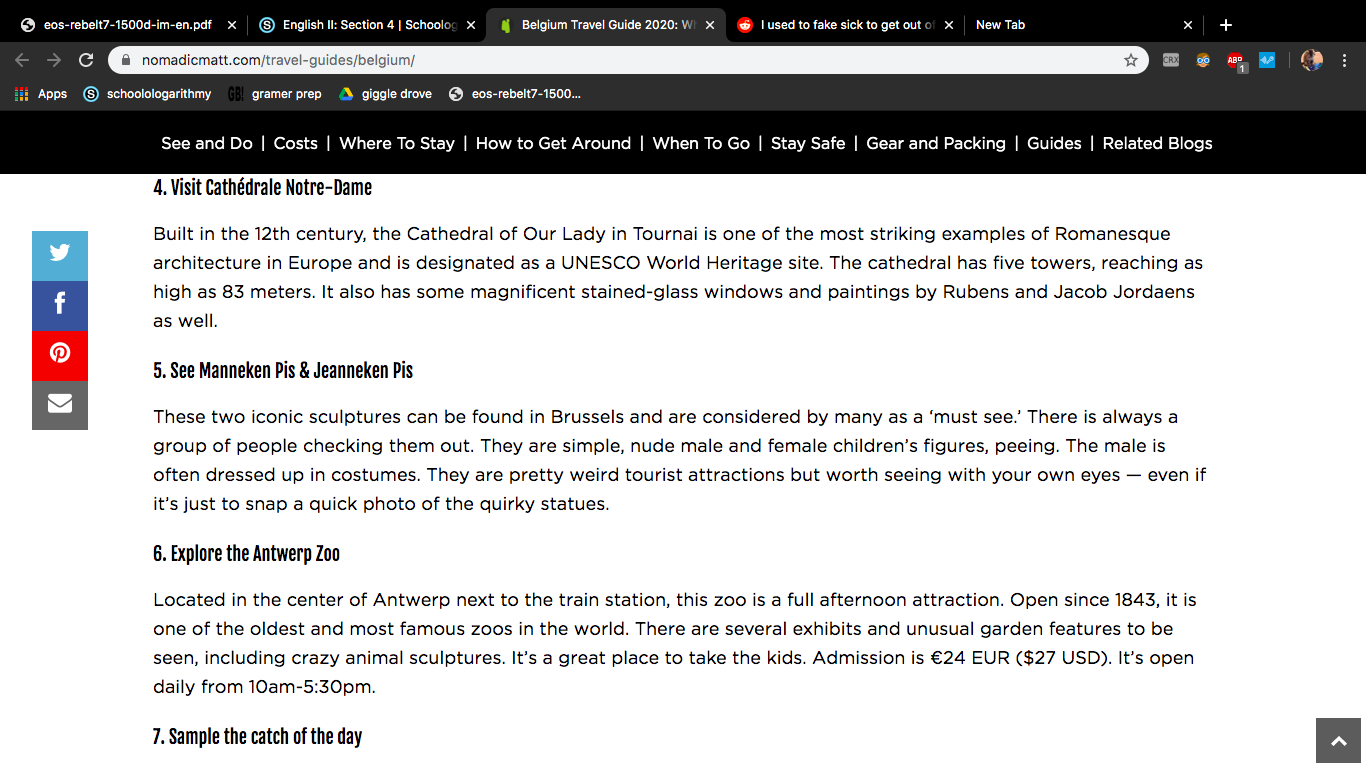 eos-rebelt7-1500d-im-en.pdf
English II: Section 4 | Schoolog
Belgium Travel Guide 2020: Wh
I used to fake sick to get out of
New Tab
nomadicmatt.com/travel-guides/belgium/
CRX
ABP
1
Apps
schoolologarithmy
GB!
gramer prep
giggle drove
eos-rebelt7-1500...
See and Do | Costs | Where To Stay | How to Get Around | When To Go | Stay Safe | Gear and Packing | Guides | Related Blogs
4. Visit Cathédrale Notre-Dame
Built in the 12th century, the Cathedral of Our Lady in Tournai is one of the most striking examples of Romanesque
architecture in Europe and is designated as a UNESCO World Heritage site. The cathedral has five towers, reaching as
high as 83 meters. It also has some magnificent stained-glass windows and paintings by Rubens and Jacob Jordaens
as well.
5. See Manneken Pis & Jeanneken Pis
These two iconic sculptures can be found in Brussels and are considered by many as a ‘must see.’ There is always a
group of people checking them out. They are simple, nude male and female children’s figures, peeing. The male is
often dressed up in costumes. They are pretty weird tourist attractions but worth seeing with your own eyes — even if
it’s just to snap a quick photo of the quirky statues.
6. Explore the Antwerp Zoo
Located in the center of Antwerp next to the train station, this zoo is a full afternoon attraction. Open since 1843, it is
one of the oldest and most famous zoos in the world. There are several exhibits and unusual garden features to be
seen, including crazy animal sculptures. It’s a great place to take the kids. Admission is €24 EUR ($27 USD). It’s open
daily from 10am-5:30pm.
7. Sample the catch of the day